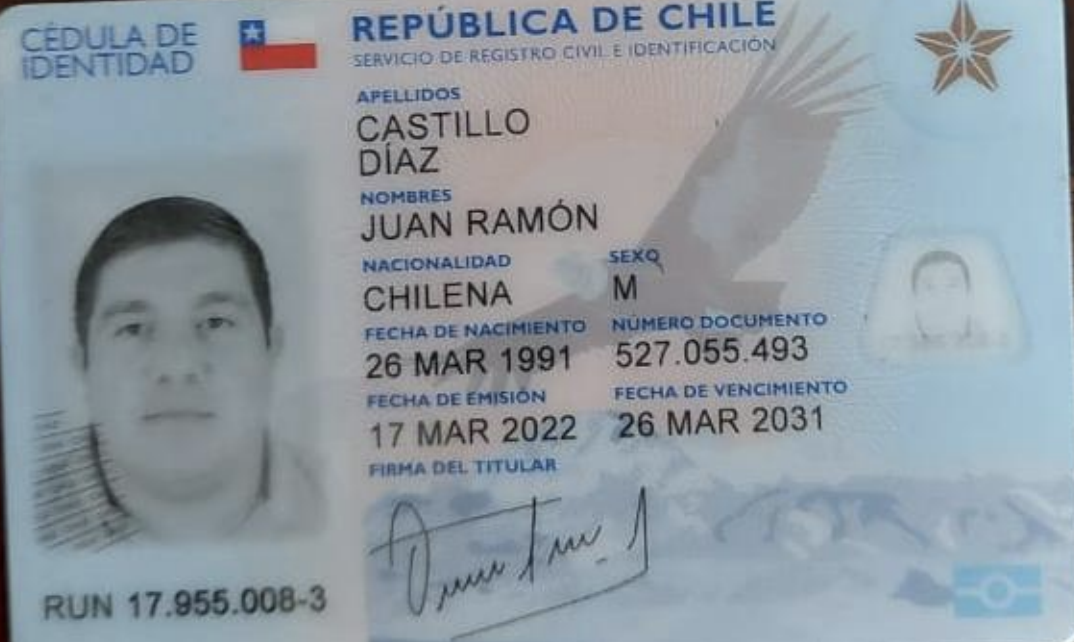 CÉDULA DE
IDENTIDAD
REPÚBLICA DE CHILE
SERVICIO DE REGISTRO CIVIL E IDENTIFICACIÓN
APELLIDOS
CASTILLO
DÍAZ
NOMBRES
JUAN RAMÓN
NACIONALIDAD SEXO
CHILENA M
FECHA DE NACIMIENTO NÚMERO DOCUMENTO
26 MAR 1991 527.055.493
FECHA DE EMISIÓN FECHA DE VENCIMIENTO
17 MAR 2022 26 MAR 2031
FIRMA DEL TITULAR
RUN 17.955.008-3